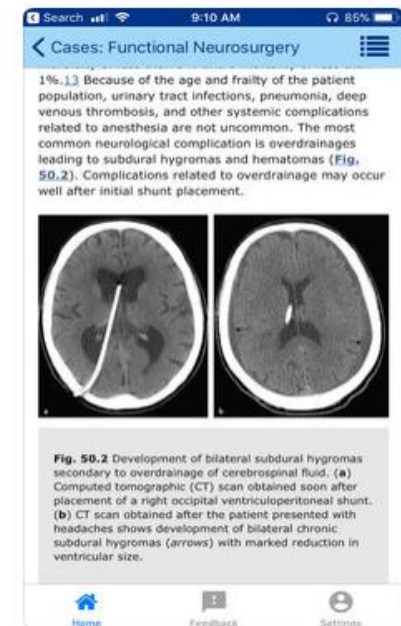 Search
9:10 AM
85%
Cases: Functional Neurosurgery
1%.13 Because of the age and frailty of the patient
population, urinary tract infections, pneumonia, deep
venous thrombosis, and other systemic complications
related to anesthesia are not uncommon. The most
common neurological complication is overdrainages
leading to subdural hygromas and hematomas (Fig.
50.2). Complications related to overdrainage may occur
well after initial shunt placement.
a
b
Fig. 50.2 Development of bilateral subdural hygromas
secondary to overdrainage of cerebrospinal fluid. (a)
Computed tomographic (CT) scan obtained soon after
placement of a right occipital ventriculoperitoneal shunt.
(b) CT scan obtained after the patient presented with
headaches shows development of bilateral chronic
subdural hygromas (arrows) with marked reduction in
ventricular size.
Home
Feedback
Settings